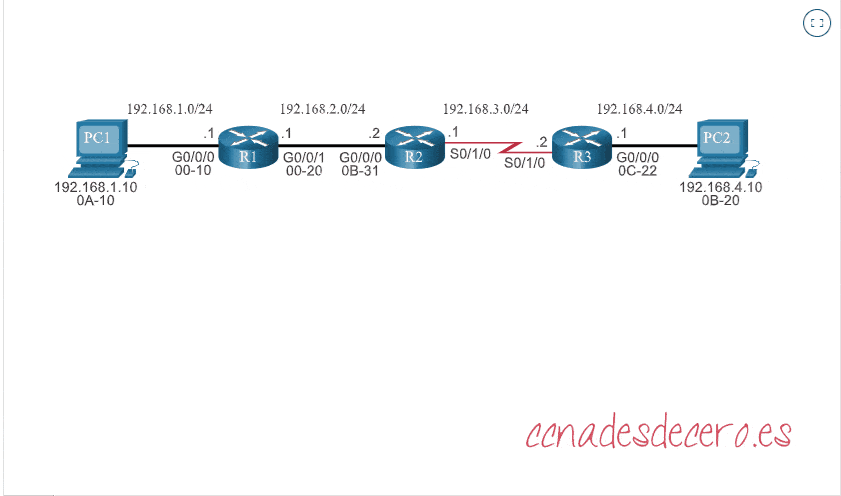 192.168.1.0/24 192.168.2.0/24 192.168.3.0/24 192.168.4.0/24
PC1 .1 R1 .1 .2 R2 .1 .2 R3 .1 PC2
G0/0/0 G0/0/1 G0/0/0 S0/1/0 S0/1/0 G0/0/0
00-10 00-20 0B-31 0C-22
192.168.1.10 192.168.4.10
0A-10 0B-20
ccnadesdecero.es